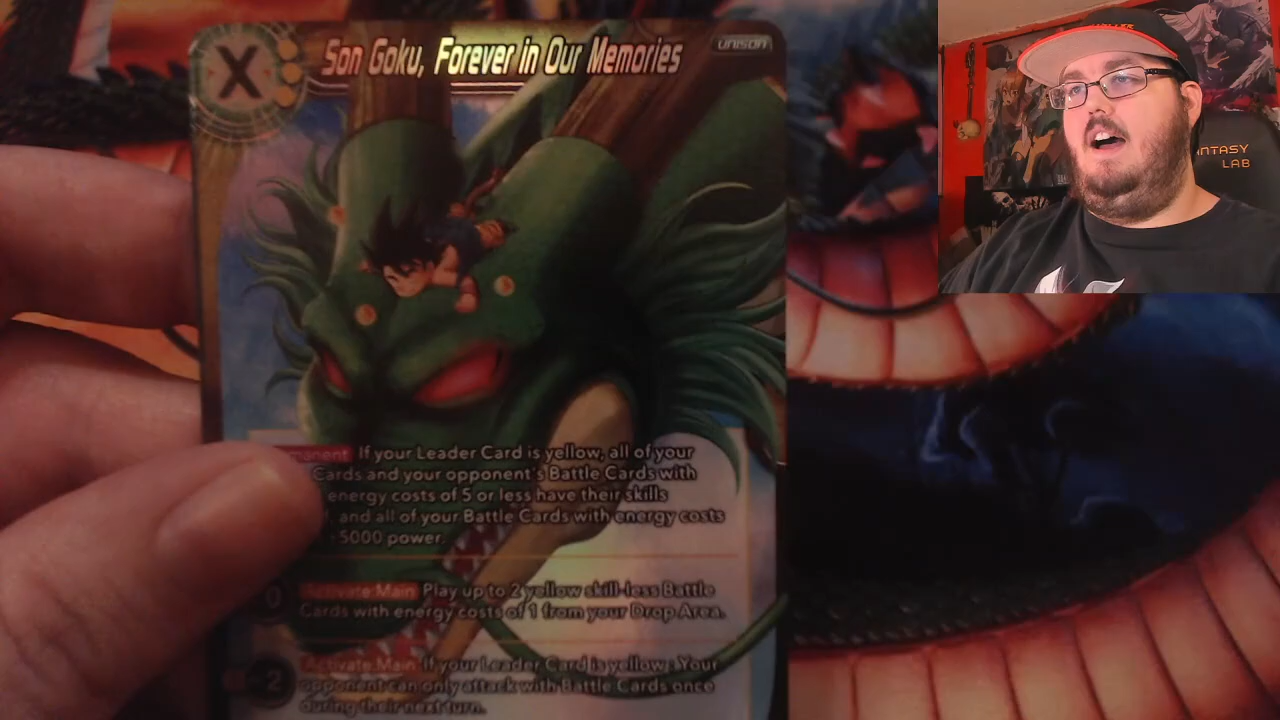 X
Son Goku, Forever in Our Memories
UNISON
If your Leader Card is yellow, all of your
Cards and your opponent's Battle Cards with
energy costs of 5 or less have their skills
, and all of your Battle Cards with energy costs
5000 power.
0
Activate Main Play up to 2 yellow skill-less Battle
Cards with energy costs of 1 from your Drop Area.
2
Activate Main If your Leader Card is yellow : Your
opponent can only attack with Battle Cards once
during their next turn.
LAB